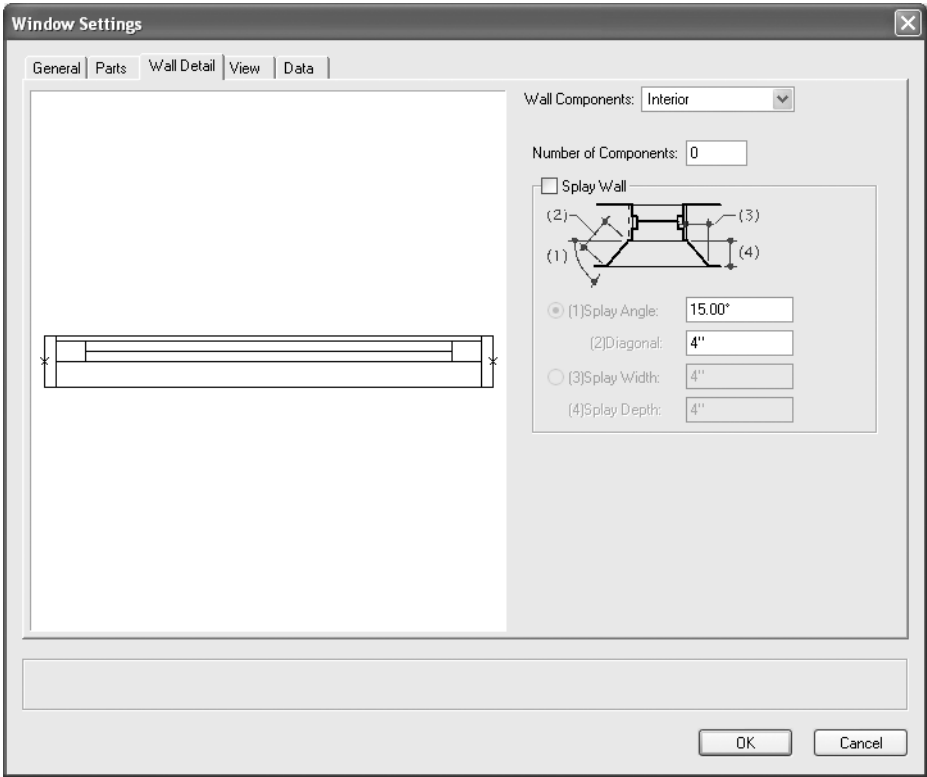 Window Settings
General Parts Wall Detail View Data
Wall Components: Interior
Number of Components: 0
Splay Wall
(2) (3)
(1) (4)
(1)Splay Angle: 15.00°
(2)Diagonal: 4"
(3)Splay Width: 4"
(4)Splay Depth: 4"
OK Cancel